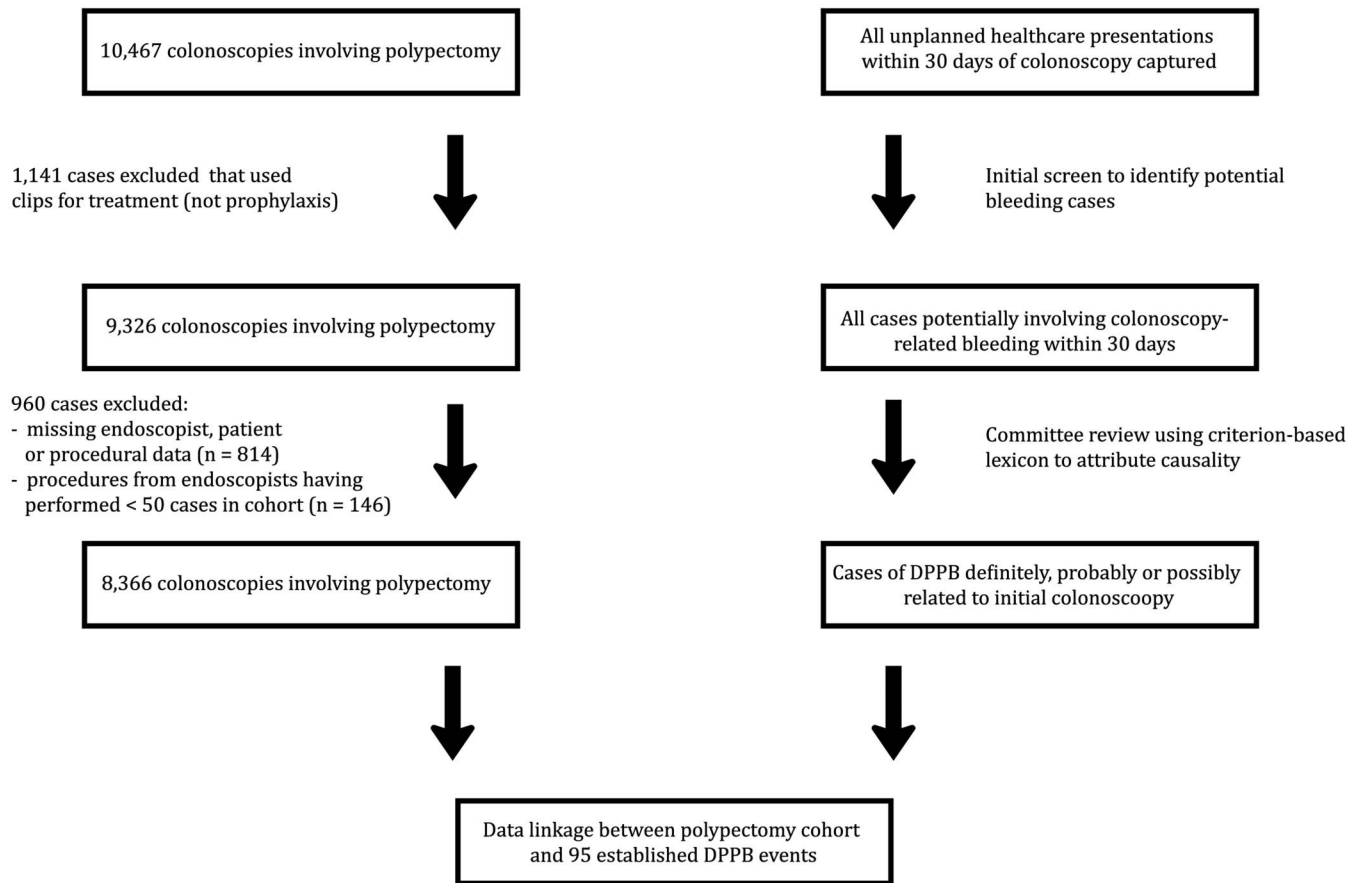 10,467 colonoscopies involving polypectomy
All unplanned healthcare presentations
within 30 days of colonoscopy captured
1,141 cases excluded that used
clips for treatment (not prophylaxis)
Initial screen to identify potential
bleeding cases
9,326 colonoscopies involving polypectomy
All cases potentially involving colonoscopy-
related bleeding within 30 days
960 cases excluded:
- missing endoscopist, patient
or procedural data (n = 814)
- procedures from endoscopists having
performed < 50 cases in cohort (n = 146)
Committee review using criterion-based
lexicon to attribute causality
8,366 colonoscopies involving polypectomy
Cases of DPPB definitely, probably or possibly
related to initial colonoscoopy
Data linkage between polypectomy cohort
and 95 established DPPB events